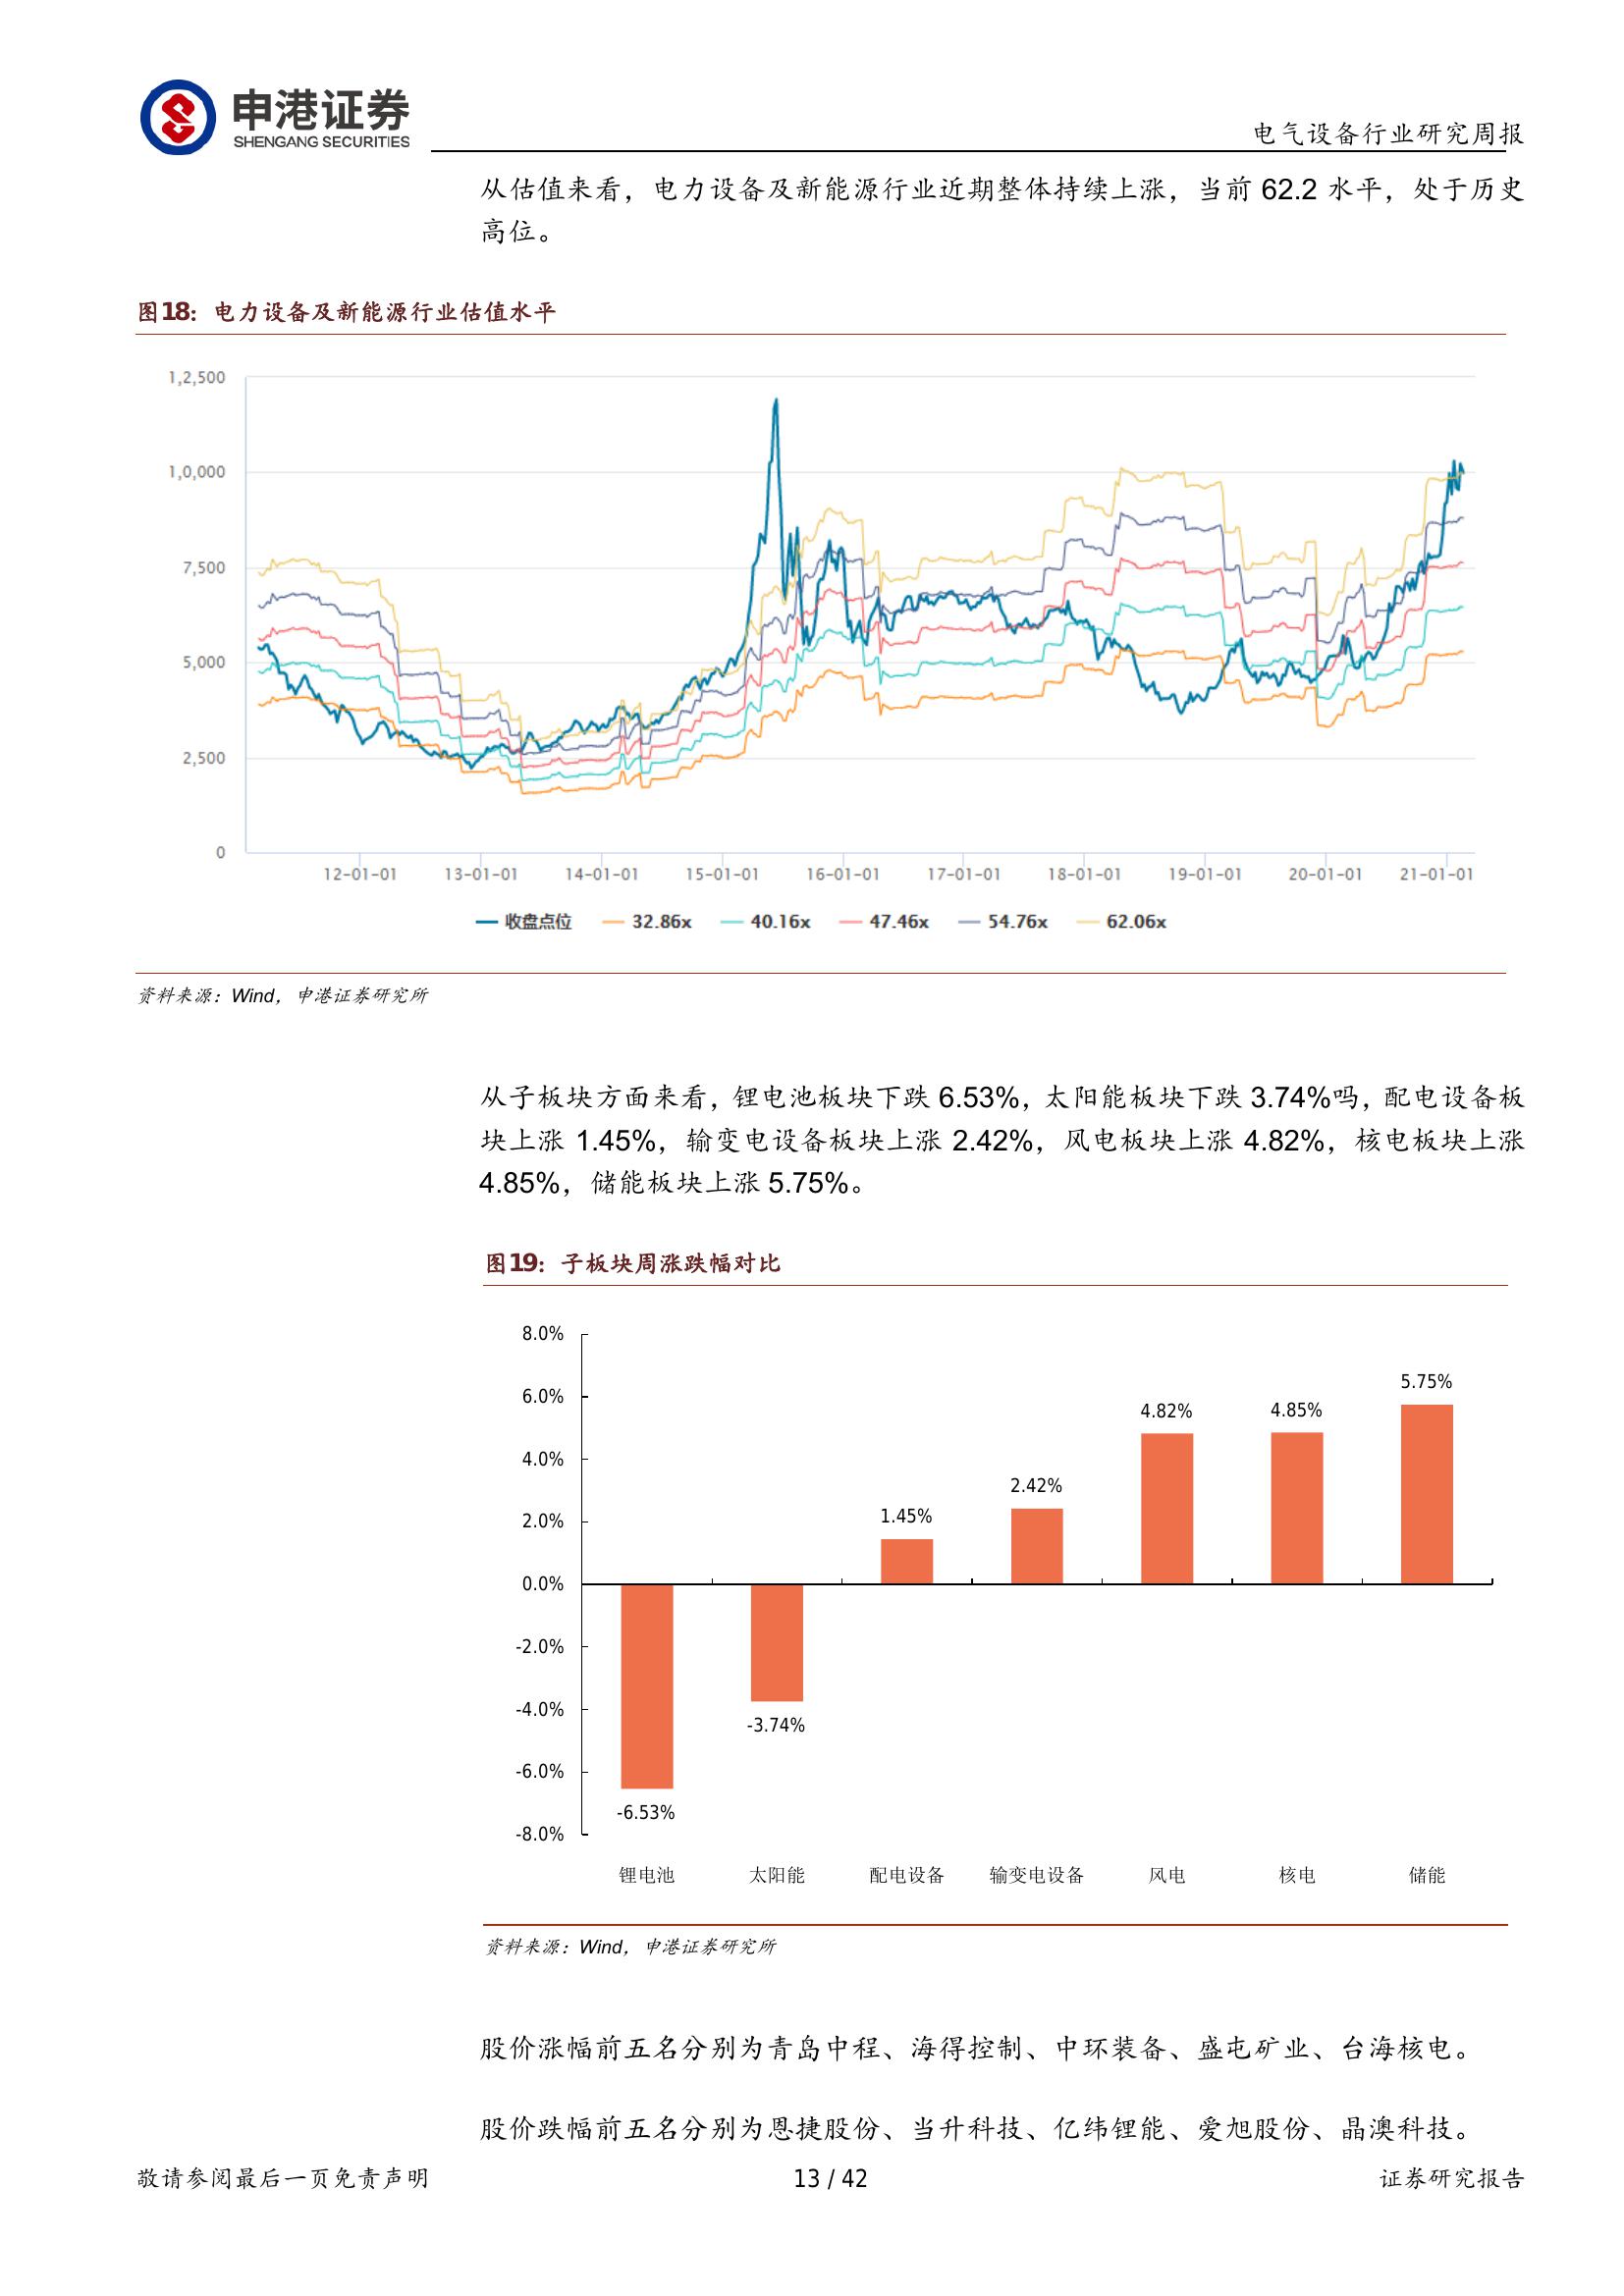 申港证券
SHENGANG SECURITIES
电气设备行业研究周报
从估值来看，电力设备及新能源行业近期整体持续上涨，当前 62.2 水平，处于历史
高位。
图18：电力设备及新能源行业估值水平
1,2,500
1,0,000
7,500
5,000
2,500
0
12-01-01 13-01-01 14-01-01 15-01-01 16-01-01 17-01-01 18-01-01 19-01-01 20-01-01 21-01-01
收盘点位 32.86x 40.16x 47.46x 54.76x 62.06x
资料来源：Wind，申港证券研究所
从子板块方面来看，锂电池板块下跌 6.53%，太阳能板块下跌 3.74%吗，配电设备板
块上涨 1.45%，输变电设备板块上涨 2.42%，风电板块上涨 4.82%，核电板块上涨
4.85%，储能板块上涨 5.75%。
图19：子板块周涨跌幅对比
8.0%
6.0%
4.0%
2.0%
0.0%
-2.0%
-4.0%
-6.0%
-8.0%
-6.53%
-3.74%
1.45%
2.42%
4.82%
4.85%
5.75%
锂电池 太阳能 配电设备 输变电设备 风电 核电 储能
资料来源：Wind，申港证券研究所
股价涨幅前五名分别为青岛中程、海得控制、中环装备、盛屯矿业、台海核电。
股价跌幅前五名分别为恩捷股份、当升科技、亿纬锂能、爱旭股份、晶澳科技。
敬请参阅最后一页免责声明 13 / 42 证券研究报告